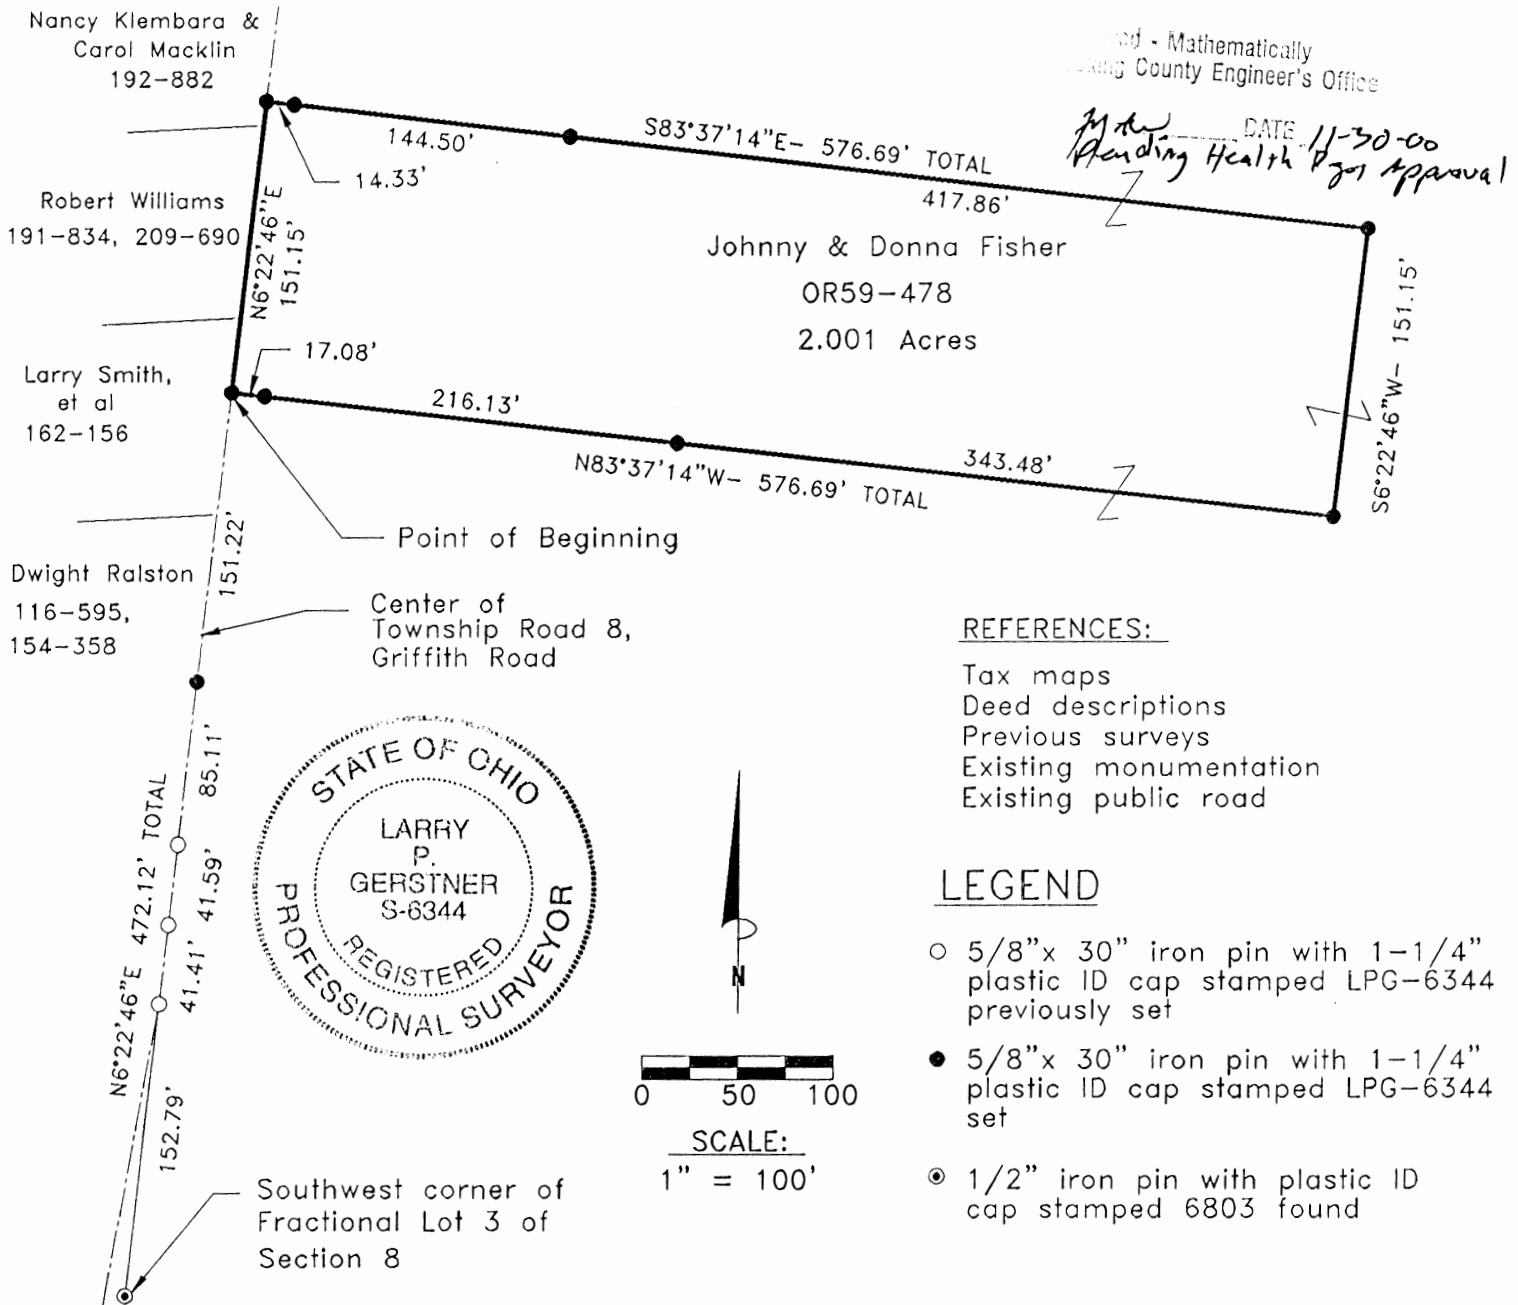 Nancy Klembara &
Carol Macklin
192-882
- Mathematically
County Engineer's Office
DATE 11-30-00
Pending Health Approval
S83°37'14"E- 576.69' TOTAL
144.50'
14.33'
417.86'
Robert Williams
191-834, 209-690
N6°22'46"E
151.15'
Johnny & Donna Fisher
OR59-478
2.001 Acres
S6°22'46"W- 151.15'
Larry Smith,
et al
162-156
17.08'
216.13'
343.48'
N83°37'14"W- 576.69' TOTAL
Point of Beginning
151.22'
Dwight Ralston
116-595,
154-358
Center of
Township Road 8,
Griffith Road
REFERENCES:
Tax maps
Deed descriptions
Previous surveys
Existing monumentation
Existing public road
85.11'
41.59'
41.41'
N6°22'46"E 472.12' TOTAL
152.79'
STATE OF OHIO
LARRY
P.
GERSTNER
S-6344
REGISTERED
PROFESSIONAL SURVEYOR
N
0 50 100
SCALE:
1" = 100'
LEGEND
5/8"x 30" iron pin with 1-1/4"
plastic ID cap stamped LPG-6344
previously set
5/8"x 30" iron pin with 1-1/4"
plastic ID cap stamped LPG-6344
set
1/2" iron pin with plastic ID
cap stamped 6803 found
Southwest corner of
Fractional Lot 3 of
Section 8